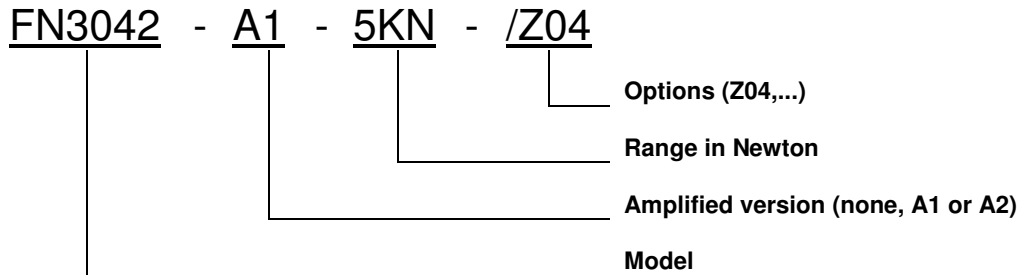 FN3042 - A1 - 5KN - /Z04
Options (Z04,...)
Range in Newton
Amplified version (none, A1 or A2)
Model